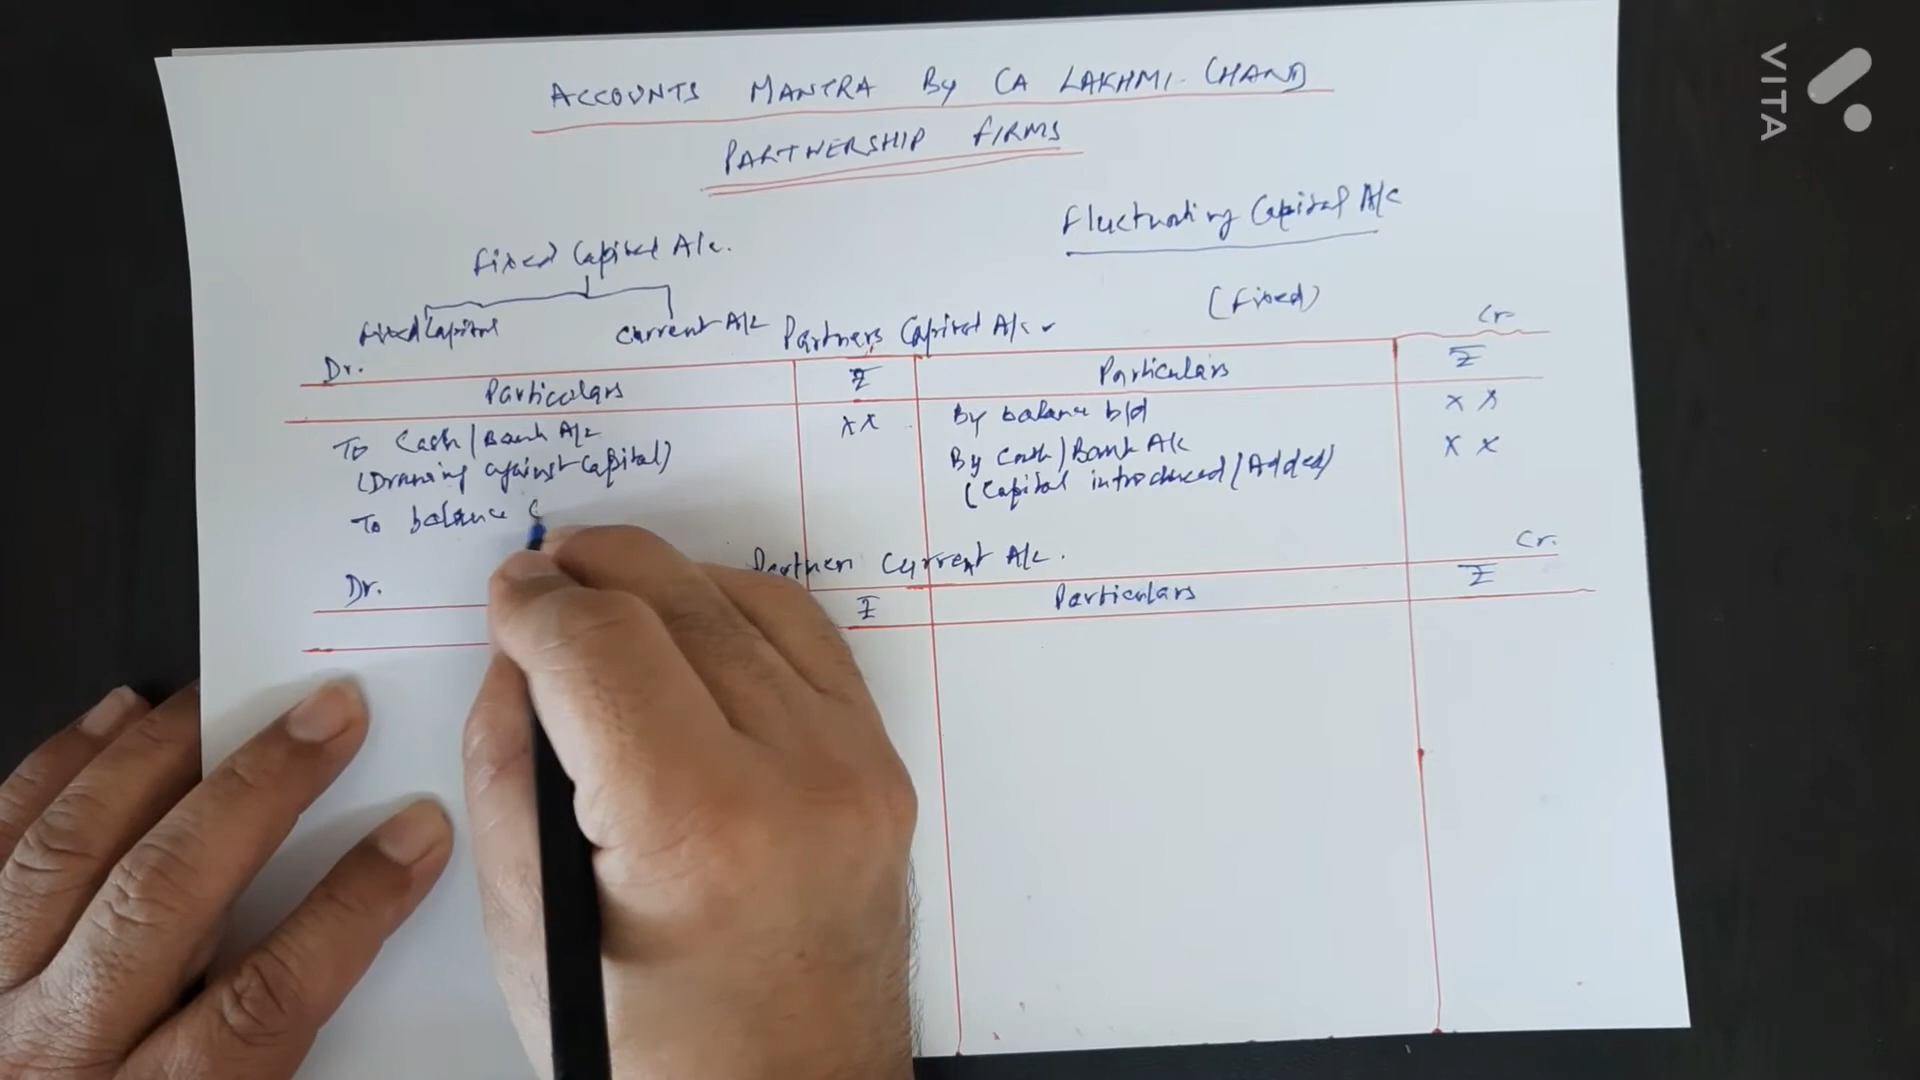 ACCOUNTS MANTRA By CA LAKHMI CHAND
PARTNERSHIP FIRMS
Fixed Capital A/c.
Fluctuating Capital A/c
Fixed Capital
Current A/c
Partners Capital A/c
(Fixed)
Dr.
Cr.
Particulars ₹ Particulars ₹
To Cash/Bank A/c
(Drawing against capital)
xx
By balance b/d xx
By Cash/Bank A/c xx
(Capital introduced/Added)
To balance c
Partner Current A/c.
Dr.
Cr.
₹ Particulars ₹
VITA